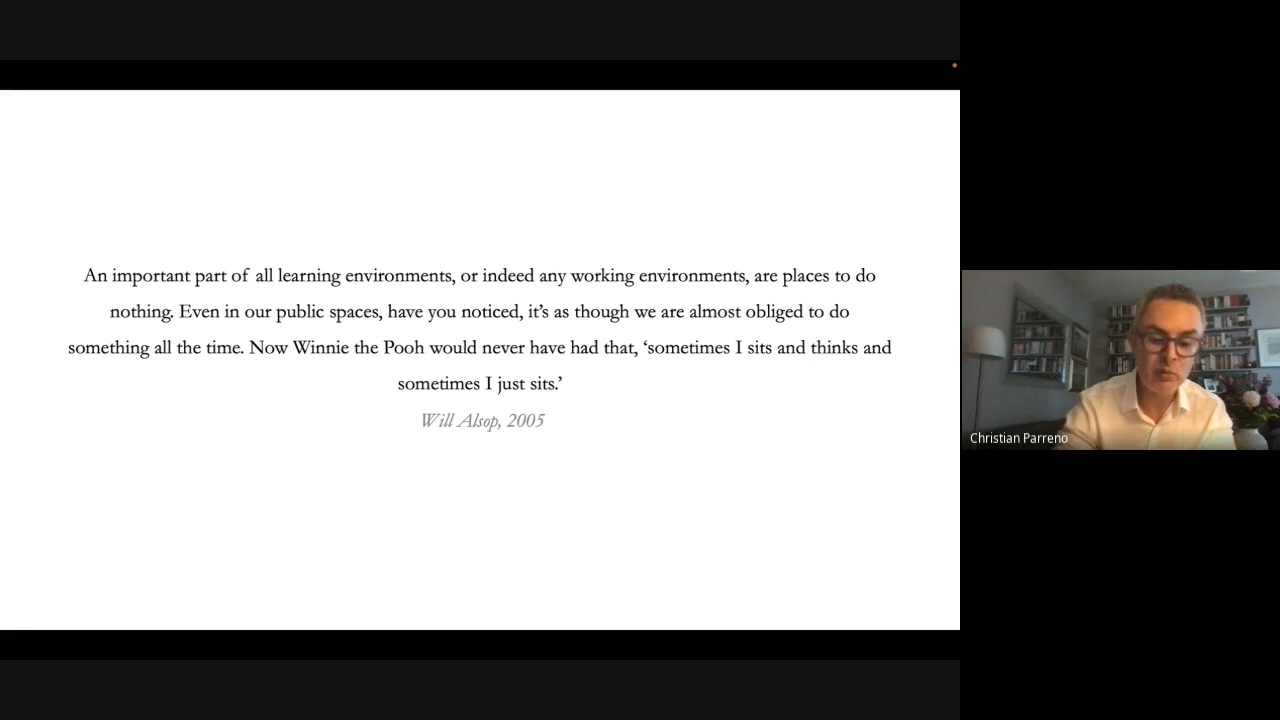 An important part of all learning environments, or indeed any working environments, are places to do
nothing. Even in our public spaces, have you noticed, it’s as though we are almost obliged to do
something all the time. Now Winnie the Pooh would never have had that, ‘sometimes I sits and thinks and
sometimes I just sits.’
Will Alsop, 2005
Christian Parreno